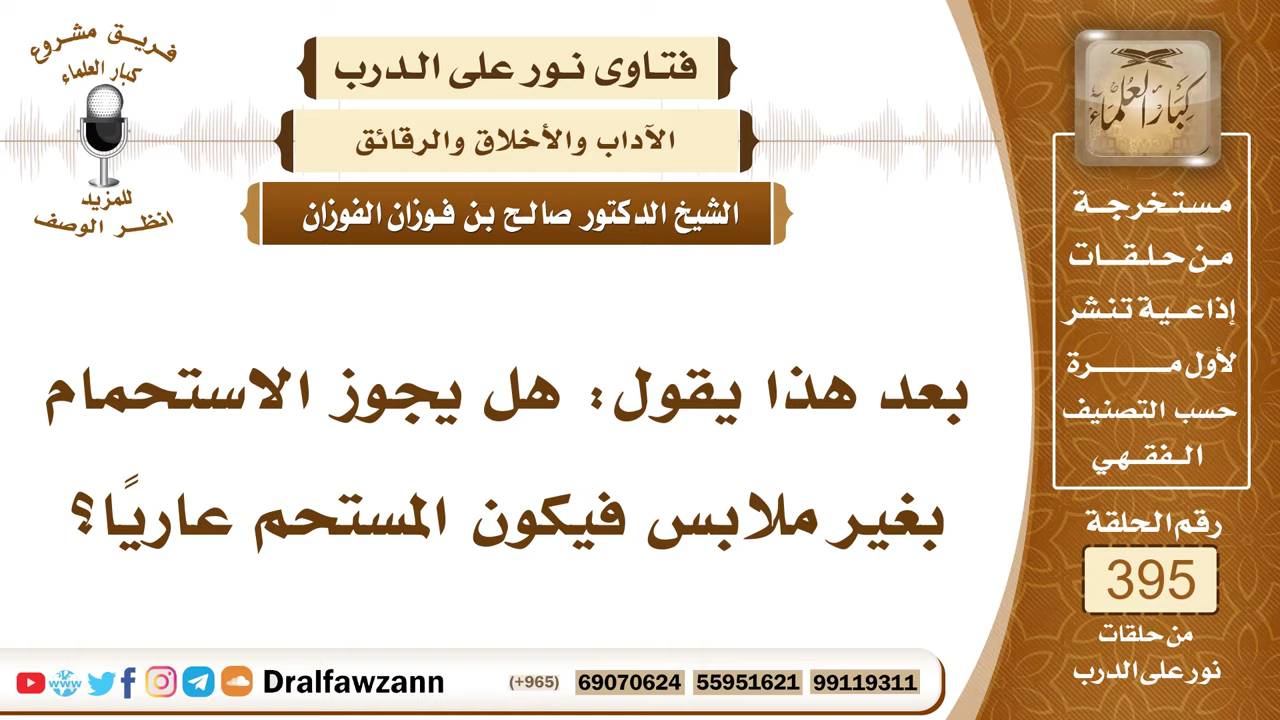 فريق مشروع
كبار العلماء
للمزيد
انظر الوصف
فتاوى نور على الدرب
الآداب والأخلاق والرقائق
الشيخ الدكتور صالح بن فوزان الفوزان
بعد هذا يقول: هل يجوز الاستحمام
بغير ملابس فيكون المستحم عاريًا؟
كبار العلماء
مستخرجة
من حلقات
إذاعية تنشر
لأول مرة
حسب التصنيف
الفقهي
رقم الحلقة
395
من حلقات
نور على الدرب
www Dralfawzann (+965) 69070624 55951621 99119311